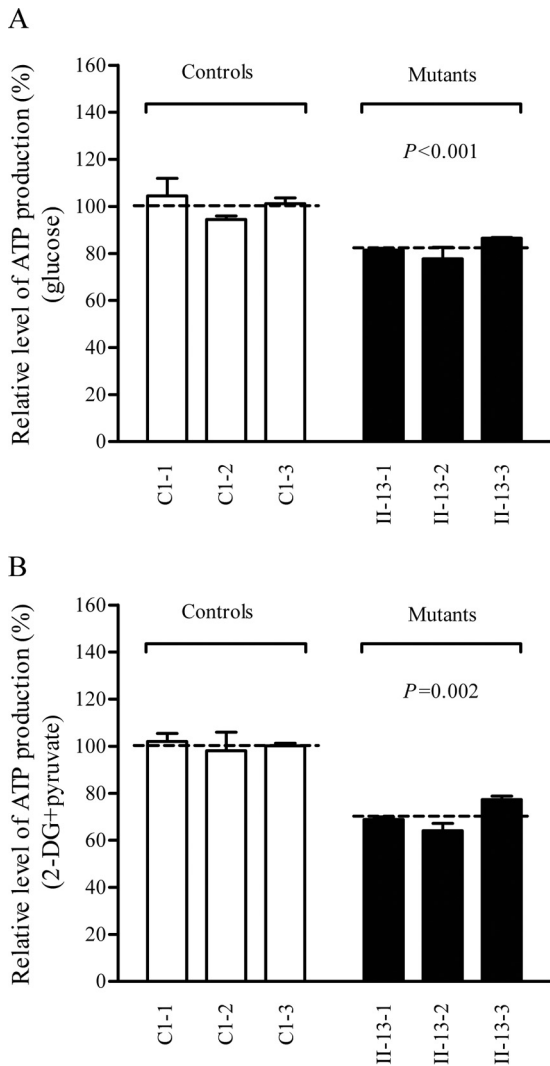 A
Relative level of ATP production (%)
(glucose)
160
140
120
100
80
60
40
20
0
Controls
Mutants
P<0.001
C1-1
C1-2
C1-3
II-13-1
II-13-2
II-13-3
B
Relative level of ATP production (%)
(2-DG+pyruvate)
160
140
120
100
80
60
40
20
0
Controls
Mutants
P=0.002
C1-1
C1-2
C1-3
II-13-1
II-13-2
II-13-3